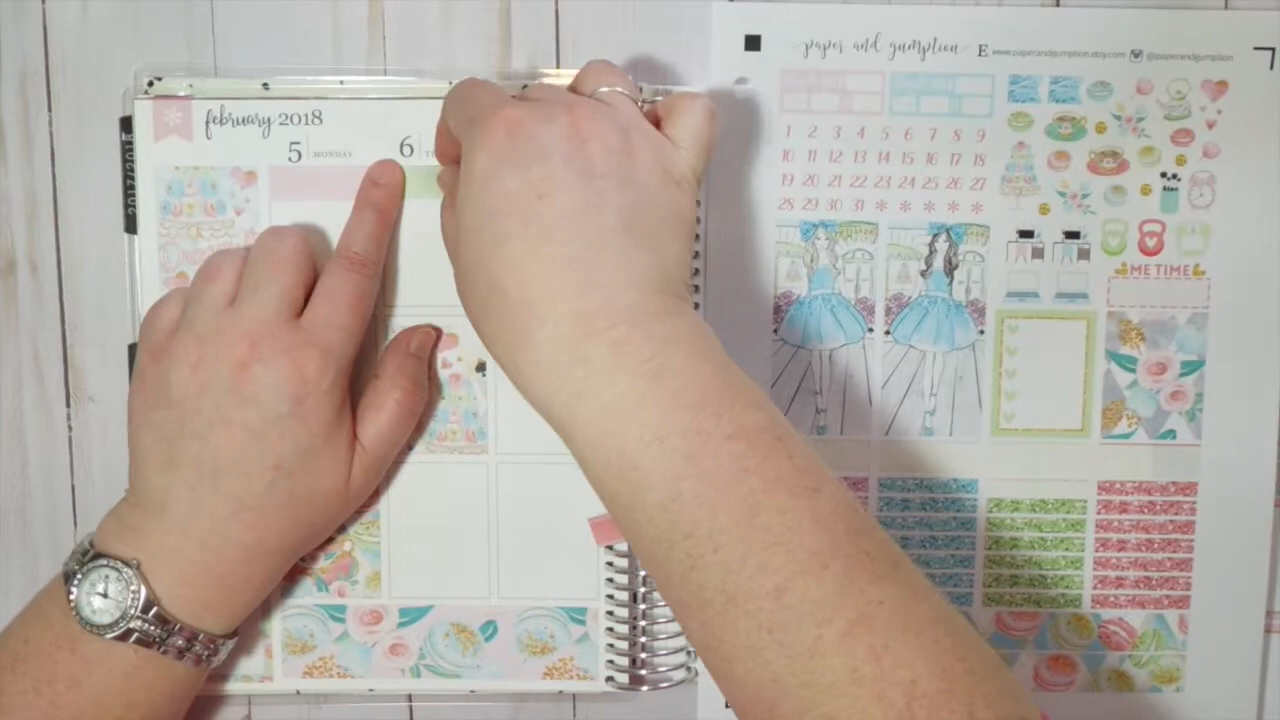 paper and gumption E www.paperandgumption.etsy.com @papergandgumption
february 2018
5 MONDAY 6
2017/2018
1 2 3 4 5 6 7 8 9
10 11 12 13 14 15 16 17 18
19 20 21 22 23 24 25 26 27
28 29 30 31 * * * * *
ME TIME